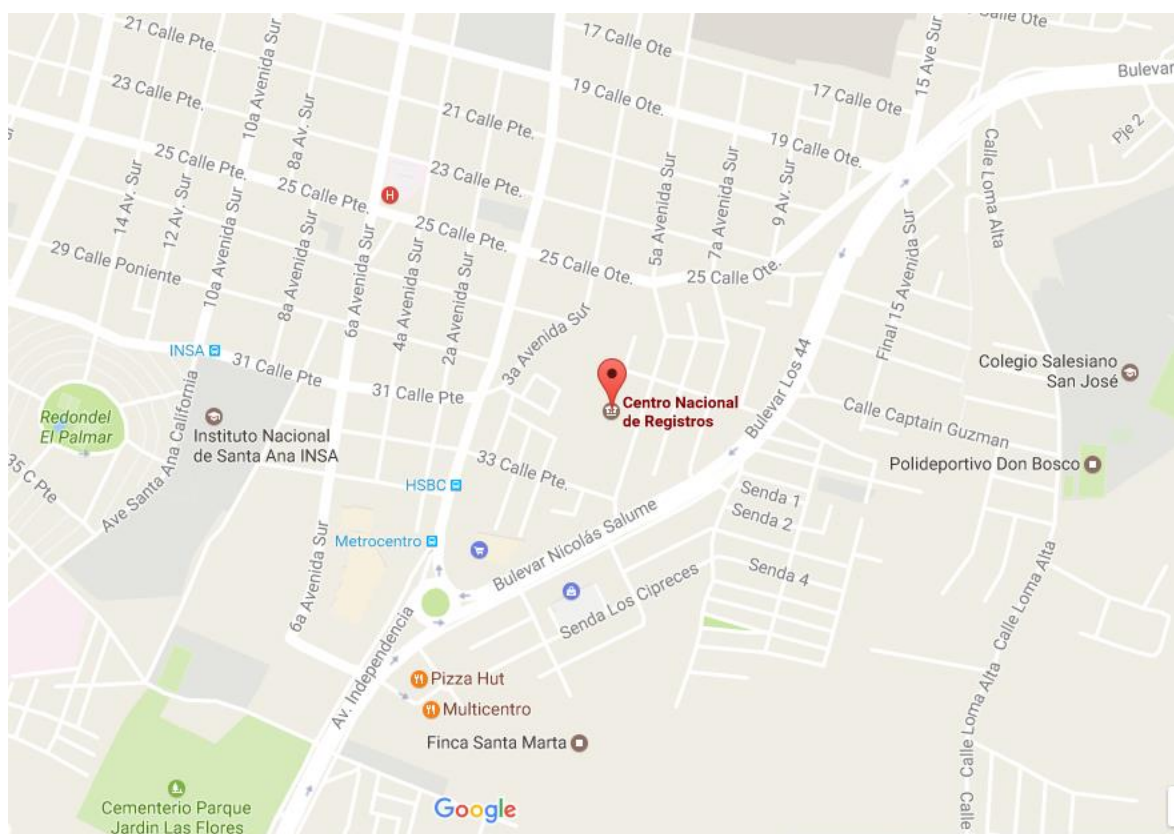 21 Calle Pte.
10a Avenida Sur
17 Calle Ote
Calle Ote
15 Ave Sur
Bulevar
23 Calle Pte.
8a Av. Sur
21 Calle Pte.
19 Calle Ote.
17 Calle Ote
Pje 2
25 Calle Pte.
14 Av. Sur
12 Av. Sur
10a Avenida Sur
25 Calle Pte.
H
23 Calle Pte.
19 Calle Ote.
5a Avenida Sur
7a Avenida Sur
9 Av. Sur
Calle Loma Alta
29 Calle Poniente
8a Avenida Sur
6a Avenida Sur
4a Avenida Sur
2a Avenida Sur
25 Calle Pte.
25 Calle Ote.
25 Calle Ote.
Final 15 Avenida Sur
INSA
31 Calle Pte
31 Calle Pte
3a Avenida Sur
Bulevar Los 44
Colegio Salesiano
San José
Redondel
El Palmar
Instituto Nacional
de Santa Ana INSA
Centro Nacional
de Registros
Calle Captain Guzman
35 C Pte
Ave Santa Ana California
33 Calle Pte.
Polideportivo Don Bosco
HSBC
Senda 1
Senda 2
Metrocentro
Bulevar Nicolás Salume
Senda 4
6a Avenida Sur
Senda Los Cipreces
Calle Loma Alta
Av. Independencia
Pizza Hut
Multicentro
Finca Santa Marta
Calle Loma Alta
Calle
Calle
Cementerio Parque
Jardin Las Flores
Google